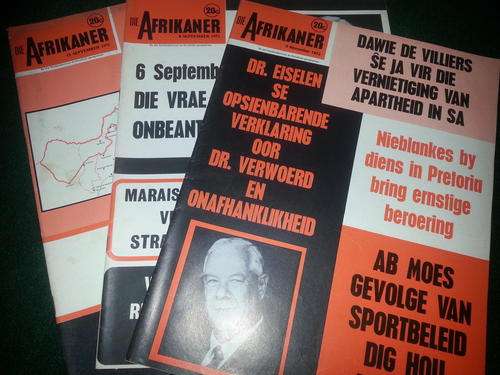 DIE
AFRIKANER
20c
DIE
AFRIKANER
20c
6 Septemb
DIE VRAE
ONBEANT
MARAIS
STRA
DIE
AFRIKANER
20c
DR. EISELEN
SE
OPSIENBARENDE
VERKLARING
OOR
DR. VERWOERD
EN
ONAFHANKLIKHEID
DAWIE DE VILLIERS
SE JA VIR DIE
VERNIETIGING VAN
APARTHEID IN SA
Nieblankes by
diens in Pretoria
bring ernstige
beroering
AB MOES
GEVOLGE VAN
SPORTBELEID
DIG HOU